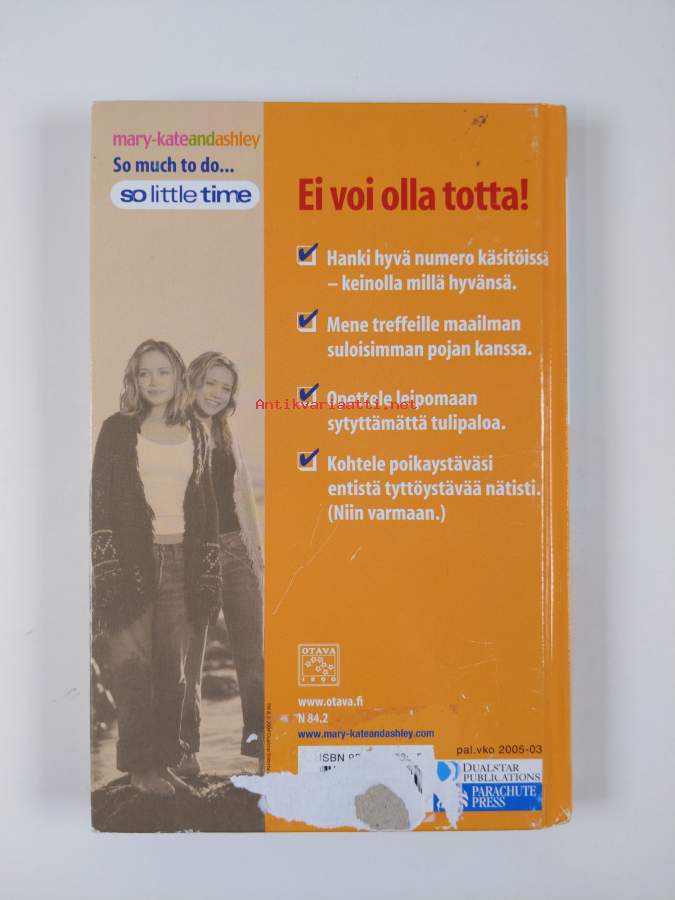 mary-kateandashley
So much to do...
so little time
Ei voi olla totta!
Hanki hyvä numero käsitöissä
– keinolla millä hyvänsä.
Mene treffeille maailman
suloisimman pojan kanssa.
Opettele leipomaan
Antikvariaatti.net
sytyttämättä tulipaloa.
Kohtele poikaystäväsi
entistä tyttöystävää nätisti.
(Niin varmaan.)
OTAVA
1890
www.otava.fi
N 84.2
www.mary-kateandashley.com
ISBN
pal.vko 2005-03
DUALSTAR
PUBLICATIONS
PARACHUTE
PRESS